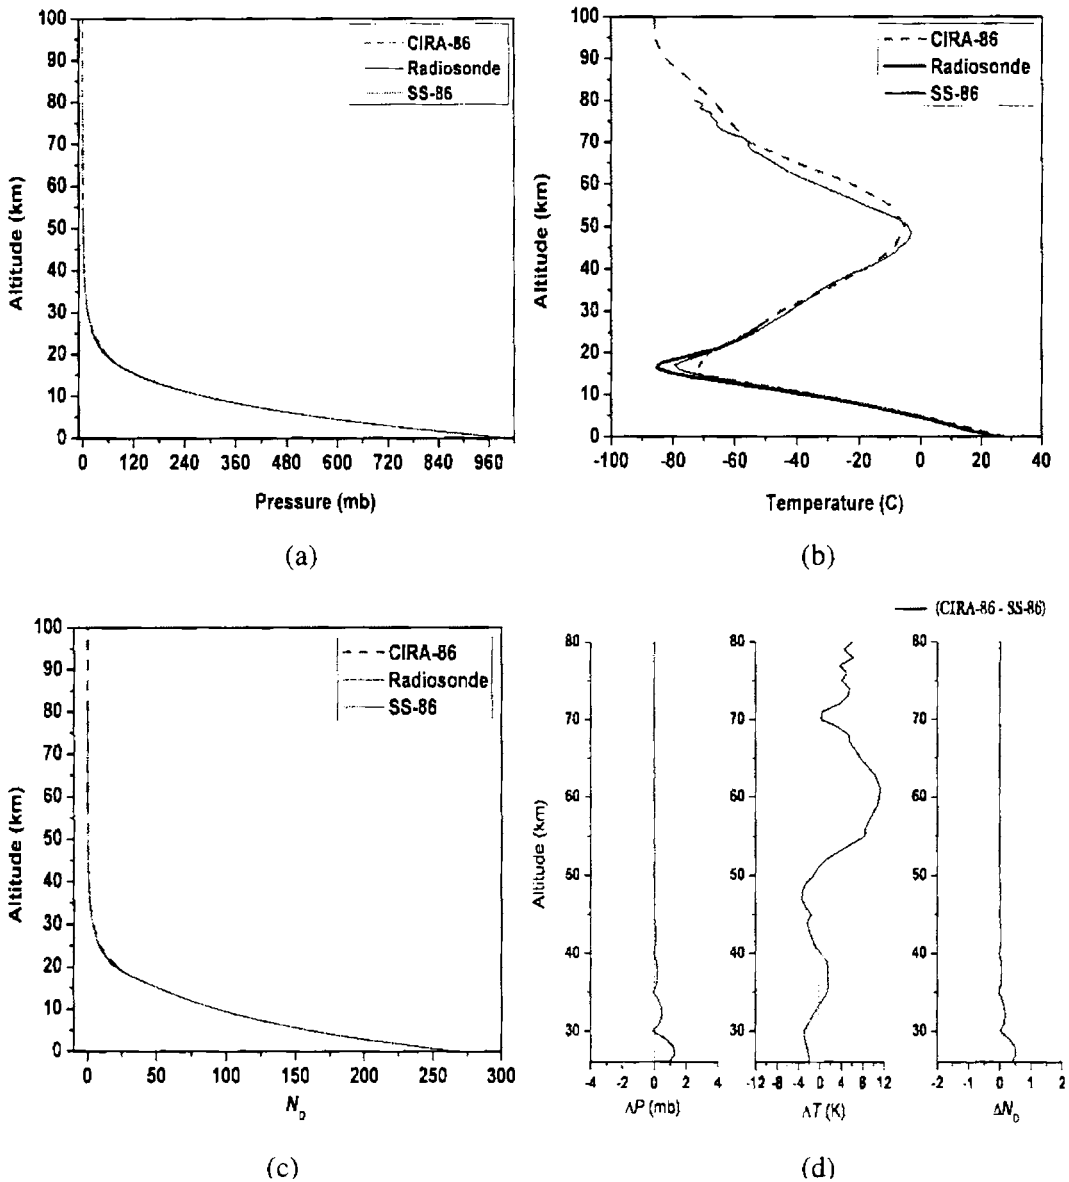 100
90
80
70
60
50
40
30
20
10
0
Altitude (km)
CIRA-86
Radiosonde
SS-86
0 120 240 360 480 600 720 840 960
Pressure (mb)
(a)
100
90
80
70
60
50
40
30
20
10
0
Altitude (km)
CIRA-86
Radiosonde
SS-86
-100 -80 -60 -40 -20 0 20 40
Temperature (C)
(b)
100
90
80
70
60
50
40
30
20
10
0
Altitude (km)
CIRA-86
Radiosonde
SS-86
0 50 100 150 200 250 300
N_D
(c)
(CIRA-86 - SS-86)
80
70
60
50
40
30
Altitude (km)
-4 -2 0 2 4
ΔP (mb)
80
70
60
50
40
30
-12 -8 -4 0 4 8 12
ΔT (K)
80
70
60
50
40
30
-2 -1 0 1 2
ΔN_D
(d)